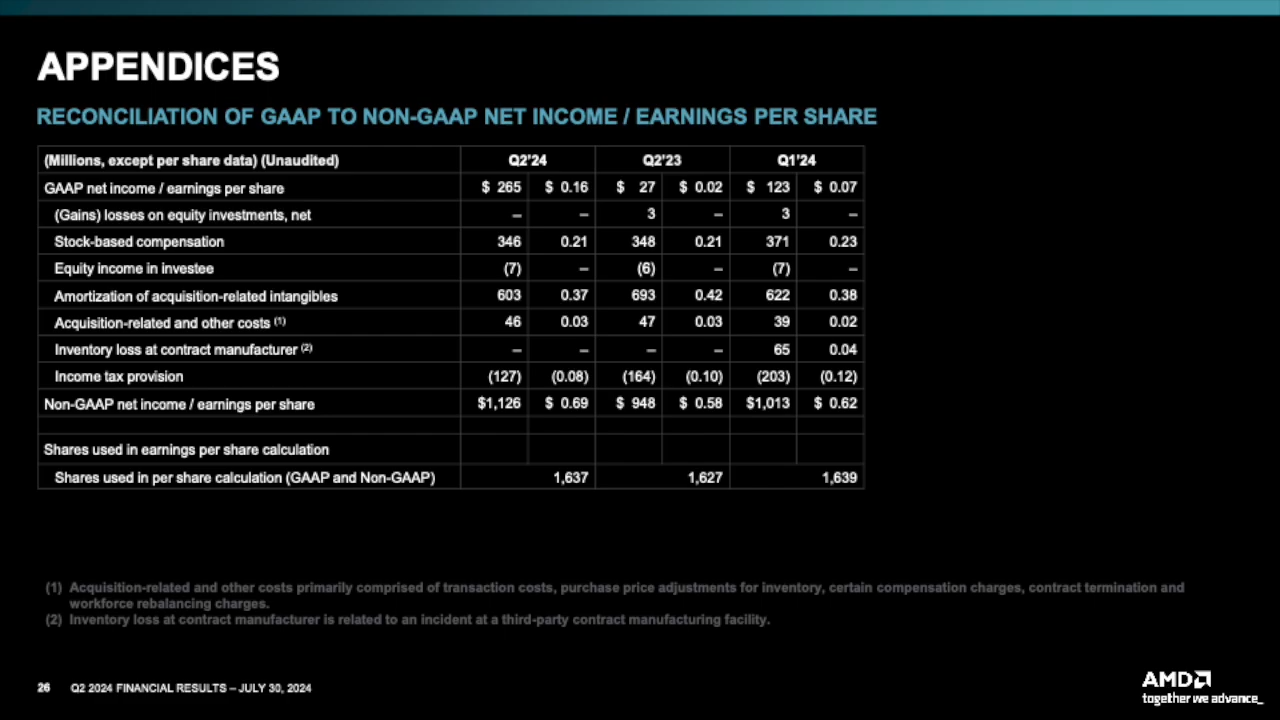 APPENDICES
RECONCILIATION OF GAAP TO NON-GAAP NET INCOME / EARNINGS PER SHARE
(Millions, except per share data) (Unaudited) Q2'24 Q2'23 Q1'24
GAAP net income / earnings per share $ 265 $ 0.16 $ 27 $ 0.02 $ 123 $ 0.07
(Gains) losses on equity investments, net – – 3 – 3 –
Stock-based compensation 346 0.21 348 0.21 371 0.23
Equity income in investee (7) – (6) – (7) –
Amortization of acquisition-related intangibles 603 0.37 693 0.42 622 0.38
Acquisition-related and other costs (1) 46 0.03 47 0.03 39 0.02
Inventory loss at contract manufacturer (2) – – – – 65 0.04
Income tax provision (127) (0.08) (164) (0.10) (203) (0.12)
Non-GAAP net income / earnings per share $1,126 $ 0.69 $ 948 $ 0.58 $1,013 $ 0.62
Shares used in earnings per share calculation
Shares used in per share calculation (GAAP and Non-GAAP) 1,637 1,627 1,639
(1) Acquisition-related and other costs primarily comprised of transaction costs, purchase price adjustments for inventory, certain compensation charges, contract termination and
workforce rebalancing charges.
(2) Inventory loss at contract manufacturer is related to an incident at a third-party contract manufacturing facility.
26 Q2 2024 FINANCIAL RESULTS – JULY 30, 2024
AMD
together we advance_